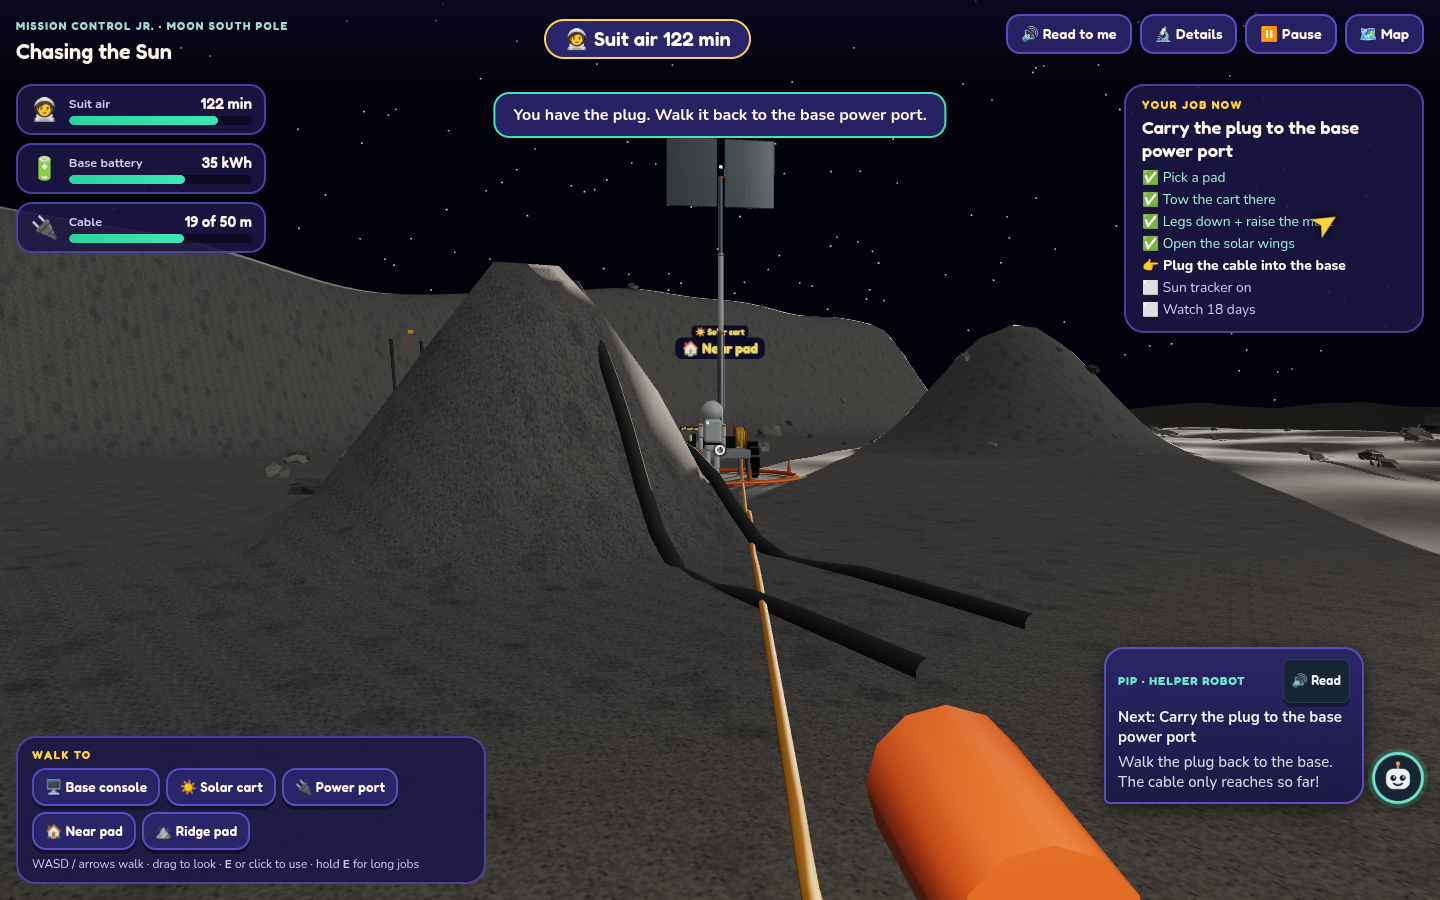 MISSION CONTROL JR. · MOON SOUTH POLE
Chasing the Sun
Suit air 122 min
Read to me
Details
Pause
Map
Suit air 122 min
Base battery 35 kWh
Cable 19 of 50 m
You have the plug. Walk it back to the base power port.
YOUR JOB NOW
Carry the plug to the base
power port
Pick a pad
Tow the cart there
Legs down + raise the
Open the solar wings
Plug the cable into the base
Sun tracker on
Watch 18 days
Solar cart
Near pad
PIP · HELPER ROBOT
Read
Next: Carry the plug to the base
power port
Walk the plug back to the base.
The cable only reaches so far!
WALK TO
Base console
Solar cart
Power port
Near pad
Ridge pad
WASD / arrows walk · drag to look · E or click to use · hold E for long jobs